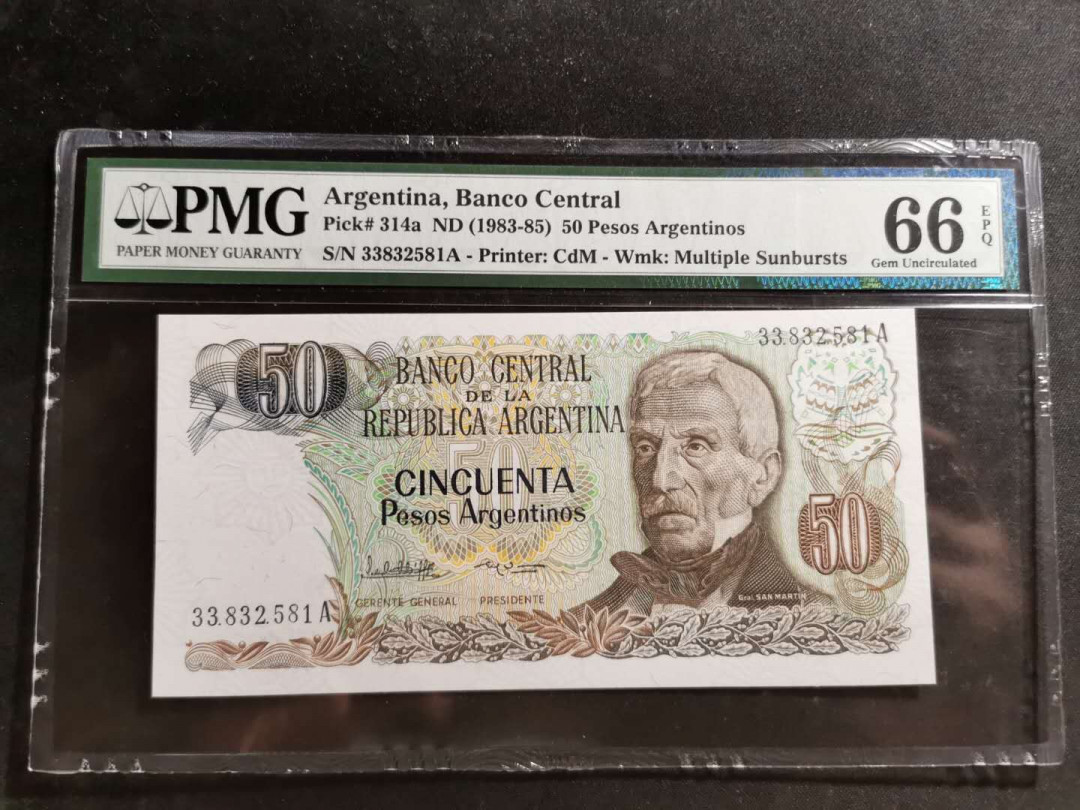 PMG
PAPER MONEY GUARANTY
Argentina, Banco Central
Pick# 314a ND (1983-85) 50 Pesos Argentinos
S/N 33832581A - Printer: CdM - Wmk: Multiple Sunbursts
66
EPQ
Gem Uncirculated
33.832.581 A
50
BANCO CENTRAL
DE LA
REPUBLICA ARGENTINA
50
CINCUENTA
Pesos Argentinos
50
GERENTE GENERAL PRESIDENTE
Gral. SAN MARTIN
33.832.581 A